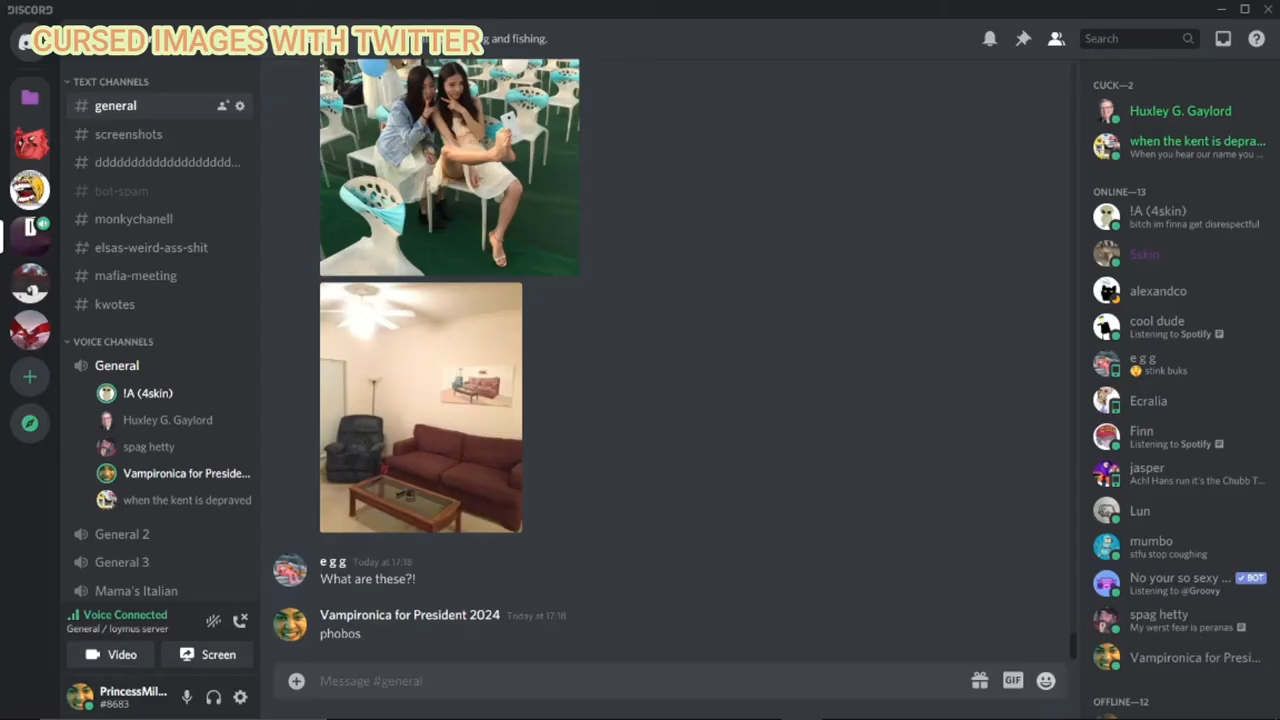 DISCORD
CURSED IMAGES WITH TWITTER
g and fishing.
Search
TEXT CHANNELS
general
screenshots
ddddddddddddddddddd...
bot-spam
monkychanell
elsas-weird-ass-shit
mafia-meeting
kwotes
VOICE CHANNELS
General
!A (4skin)
Huxley G. Gaylord
spag hetty
Vampironica for Preside...
when the kent is depraved
General 2
General 3
Mama's Italian
Voice Connected
General / loymus server
Video
Screen
PrincessMil...
#8683
e g g Today at 17:18
What are these?!
Vampironica for President 2024 Today at 17:18
phobos
Message #general
GIF
CUCK—2
Huxley G. Gaylord
when the kent is depra...
When you hear our name you ...
ONLINE—13
!A (4skin)
bitch im finna get disrespectful
5skin
alexandco
cool dude
Listening to Spotify
e g g
stink buks
Ecralia
Finn
Listening to Spotify
jasper
Ach! Hans run it's the Chubb T...
Lun
mumbo
stfu stop coughing
No your so sexy ... BOT
Listening to @Groovy
spag hetty
My worst fear is peranas
Vampironica for Presi...
OFFLINE—12